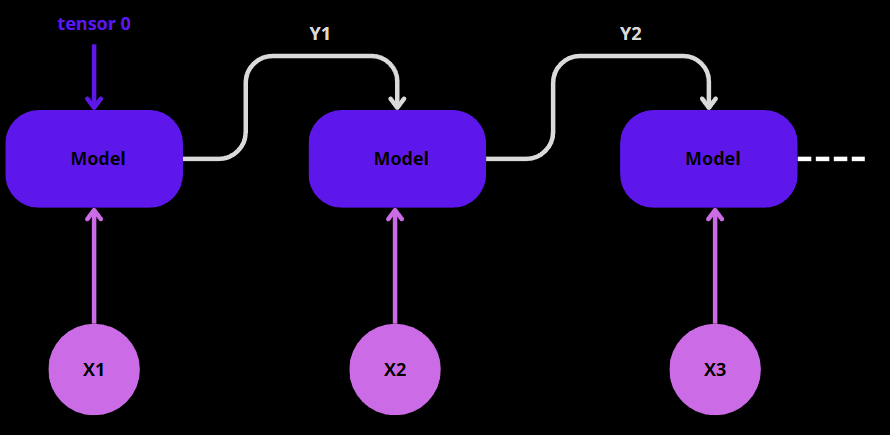 tensor 0
Y1
Y2
Model
Model
Model
X1
X2
X3